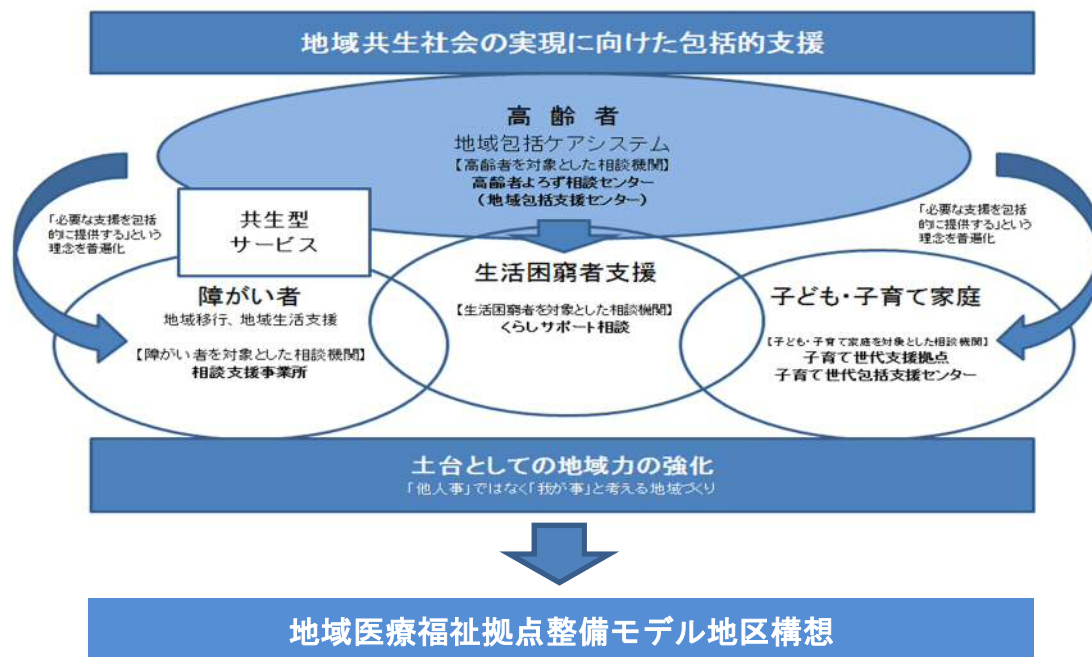 地域共生社会の実現に向けた包括的支援
高齢者
地域包括ケアシステム
【高齢者を対象とした相談機関】
高齢者よろず相談センター
(地域包括支援センター)
「必要な支援を包括
的に提供する」という
理念を普遍化
共生型
サービス
「必要な支援を包括
的に提供する」という
理念を普遍化
障がい者
地域移行、地域生活支援
【障がい者を対象とした相談機関】
相談支援事業所
生活困窮者支援
【生活困窮者を対象とした相談機関】
くらしサポート相談
子ども・子育て家庭
【子ども・子育て家庭を対象とした相談機関】
子育て世代支援拠点
子育て世代包括支援センター
土台としての地域力の強化
「他人事」ではなく「我が事」と考える地域づくり
地域医療福祉拠点整備モデル地区構想